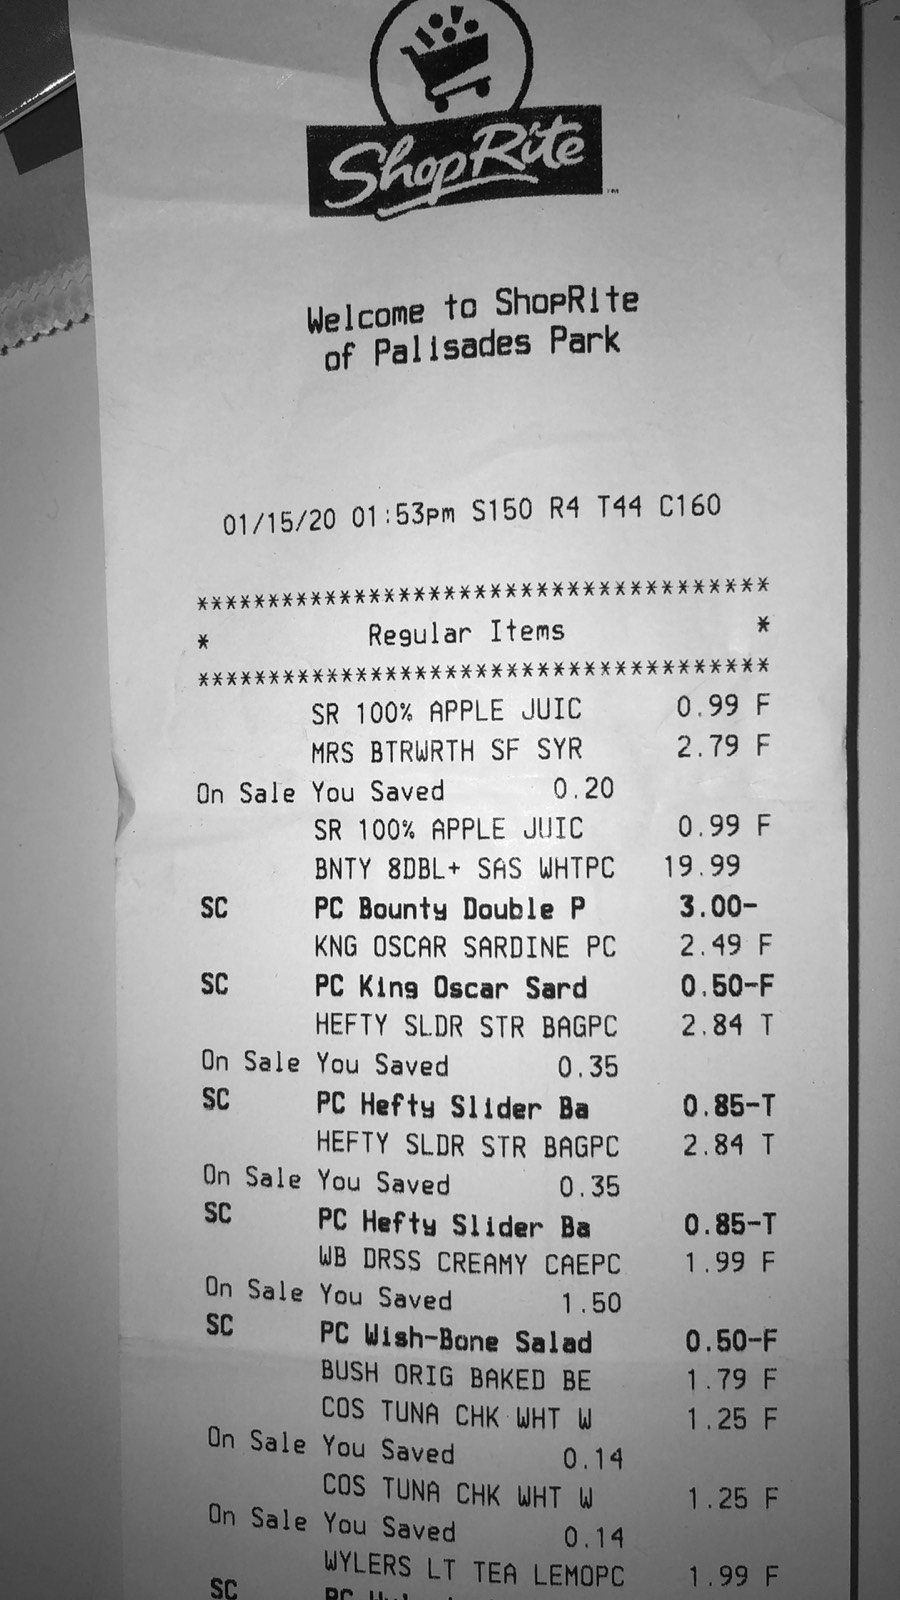 ShopRite TM
Welcome to ShopRite
of Palisades Park
01/15/20 01:53pm S150 R4 T44 C160
***************************************
* Regular Items *
***************************************
SR 100% APPLE JUIC 0.99 F
MRS BTRWRTH SF SYR 2.79 F
On Sale You Saved 0.20
SR 100% APPLE JUIC 0.99 F
BNTY 8DBL+ SAS WHTPC 19.99
SC PC Bounty Double P 3.00-
KNG OSCAR SARDINE PC 2.49 F
SC PC King Oscar Sard 0.50-F
HEFTY SLDR STR BAGPC 2.84 T
On Sale You Saved 0.35
SC PC Hefty Slider Ba 0.85-T
HEFTY SLDR STR BAGPC 2.84 T
On Sale You Saved 0.35
SC PC Hefty Slider Ba 0.85-T
WB DRSS CREAMY CAEPC 1.99 F
On Sale You Saved 1.50
SC PC Wish-Bone Salad 0.50-F
BUSH ORIG BAKED BE 1.79 F
COS TUNA CHK WHT W 1.25 F
On Sale You Saved 0.14
COS TUNA CHK WHT W 1.25 F
On Sale You Saved 0.14
WYLERS LT TEA LEMOPC 1.99 F
SC PC